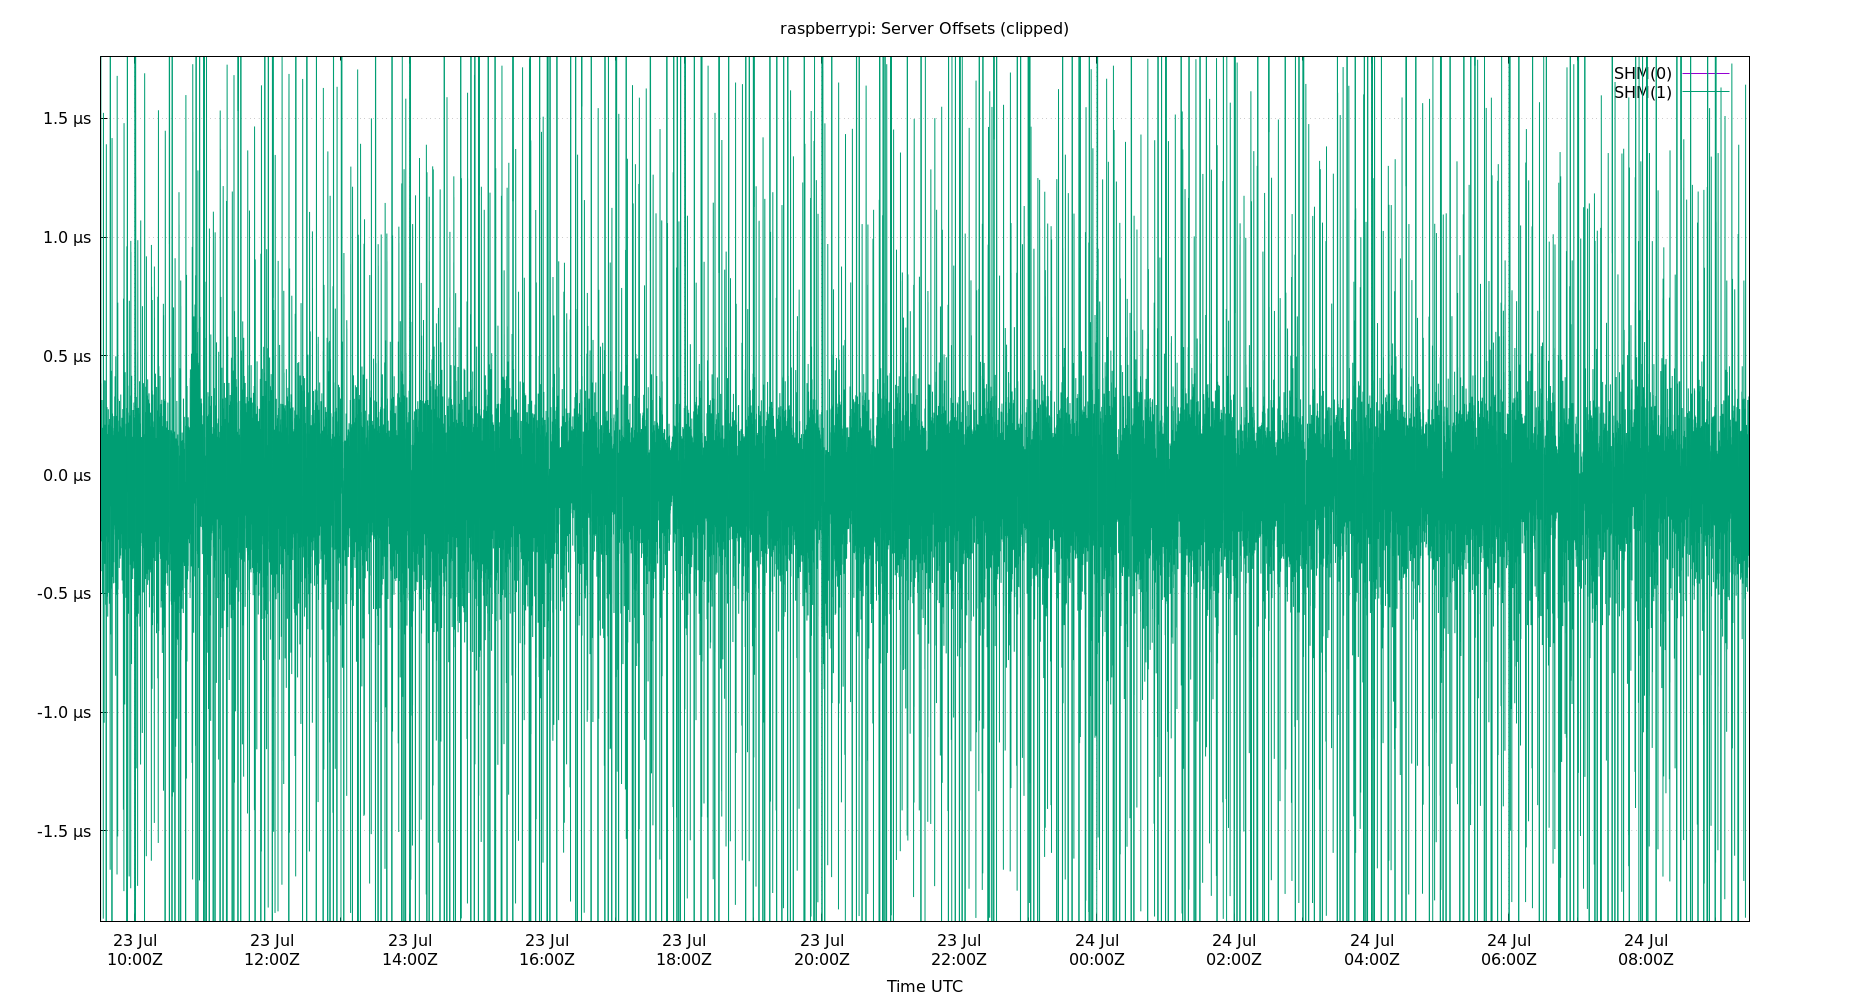 raspberrypi: Server Offsets (clipped)
SHM(0)
SHM(1)
1.5 µs
1.0 µs
0.5 µs
0.0 µs
-0.5 µs
-1.0 µs
-1.5 µs
23 Jul 23 Jul 23 Jul 23 Jul 23 Jul 23 Jul 23 Jul 24 Jul 24 Jul 24 Jul 24 Jul 24 Jul
10:00Z 12:00Z 14:00Z 16:00Z 18:00Z 20:00Z 22:00Z 00:00Z 02:00Z 04:00Z 06:00Z 08:00Z
Time UTC